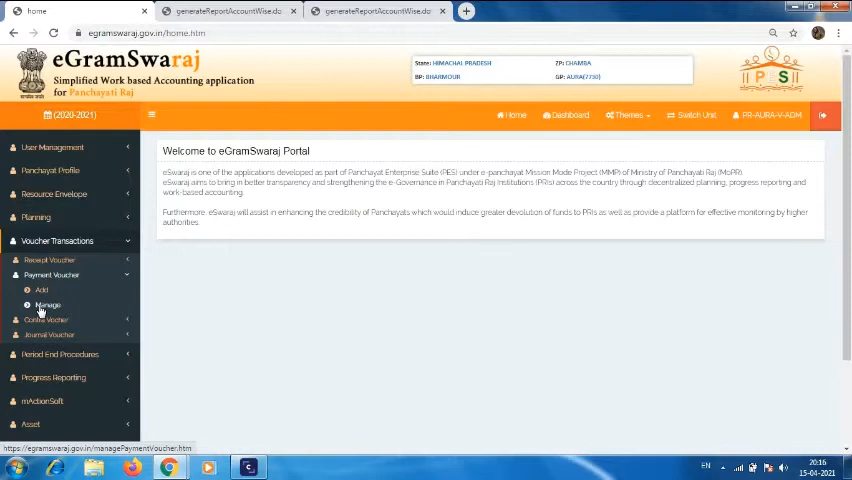 home
generateReportAccountWise.do
generateReportAccountWise.do
egramswaraj.gov.in/home.htm
eGramSwaraj
Simplified Work based Accounting application
for Panchayati Raj
State: HIMACHAL PRADESH ZP: CHAMBA
BP: BHARMOUR GP: AURA(7730)
PES
(2020-2021)
Home Dashboard Themes Switch Unit PR-AURA-V-ADM
User Management
Panchayat Profile
Resource Envelope
Planning
Voucher Transactions
Receipt Voucher
Payment Voucher
Add
Manage
Contra Vocher
Journal Voucher
Period End Procedures
Progress Reporting
mActionSoft
Asset
Welcome to eGramSwaraj Portal
eSwaraj is one of the applications developed as part of Panchayat Enterprise Suite (PES) under e-panchayat Mission Mode Project (MMP) of Ministry of Panchayati Raj (MoPR).
eSwaraj aims to bring in better transparency and strengthening the e-Governance in Panchayati Raj Institutions (PRIs) across the country through decentralized planning, progress reporting and
work-based accounting.
Furthermore, eSwaraj will assist in enhancing the credibility of Panchayats which would induce greater devolution of funds to PRIs as well as provide a platform for effective monitoring by higher
authorities.
https://egramswaraj.gov.in/managePaymentVoucher.htm
EN
20:16
15-04-2021